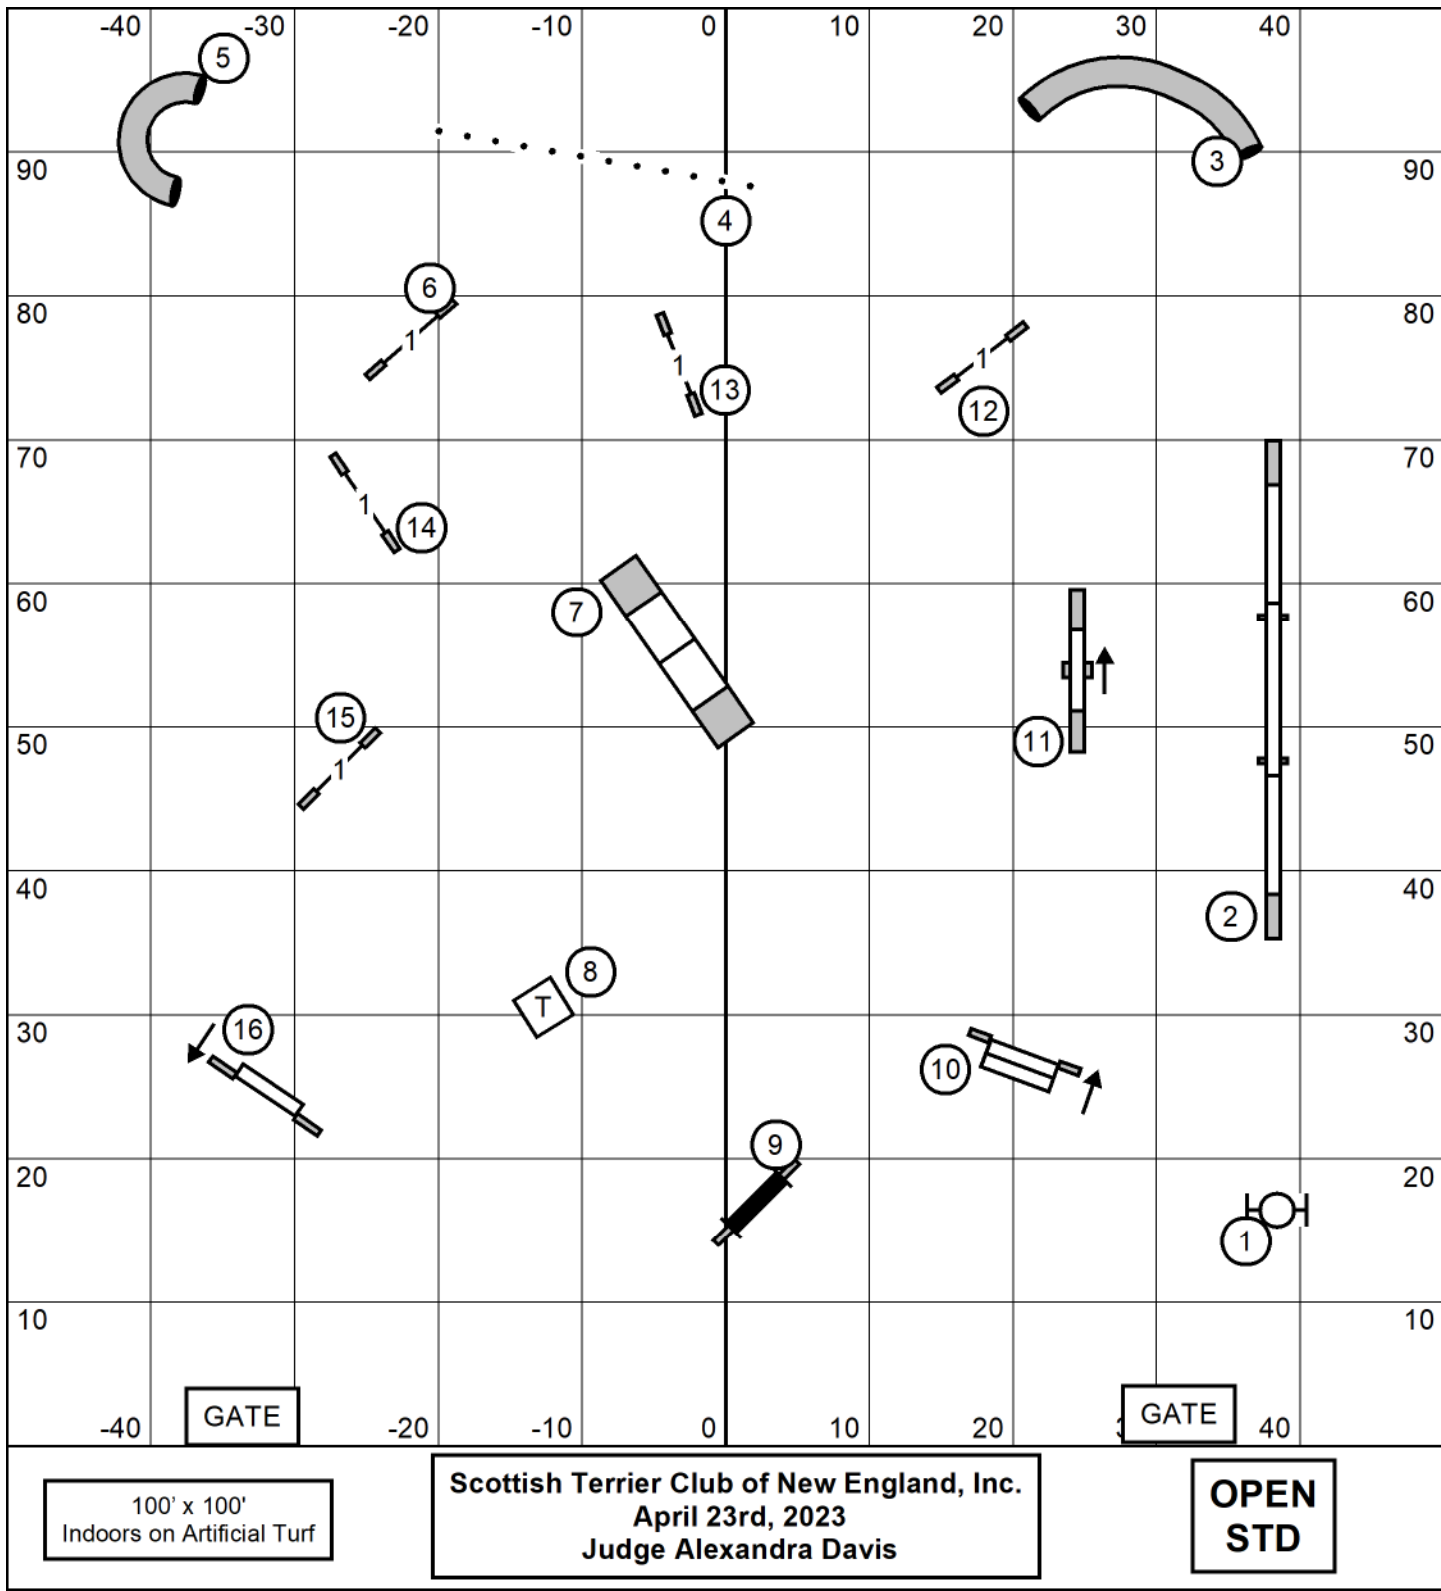 -40 -30 -20 -10 0 10 20 30 40
5
3
90 90
4
6
80 80
1 1 1
13
12
70 70
1
14
60 60
7
15
50 11 50
1
40 40
2
8
T
30 16 30
10
9
20 20
1
10 10
-40 GATE -20 -10 0 10 20 GATE 40
100' x 100'
Indoors on Artificial Turf
Scottish Terrier Club of New England, Inc.
April 23rd, 2023
Judge Alexandra Davis
OPEN
STD